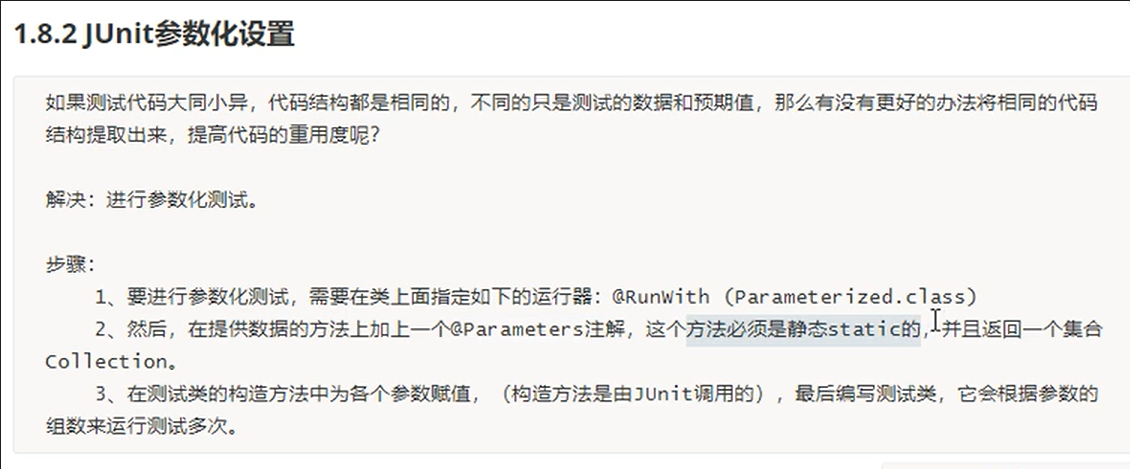 1.8.2 JUnit参数化设置
如果测试代码大同小异，代码结构都是相同的，不同的只是测试的数据和预期值，那么有没有更好的办法将相同的代码
结构提取出来，提高代码的重用度呢？
解决：进行参数化测试。
步骤：
1、要进行参数化测试，需要在类上面指定如下的运行器：@RunWith (Parameterized.class)
2、然后，在提供数据的方法上加上一个@Parameters注解，这个方法必须是静态static的，并且返回一个集合
Collection。
3、在测试类的构造方法中为各个参数赋值，（构造方法是由JUnit调用的），最后编写测试类，它会根据参数的
组数来运行测试多次。